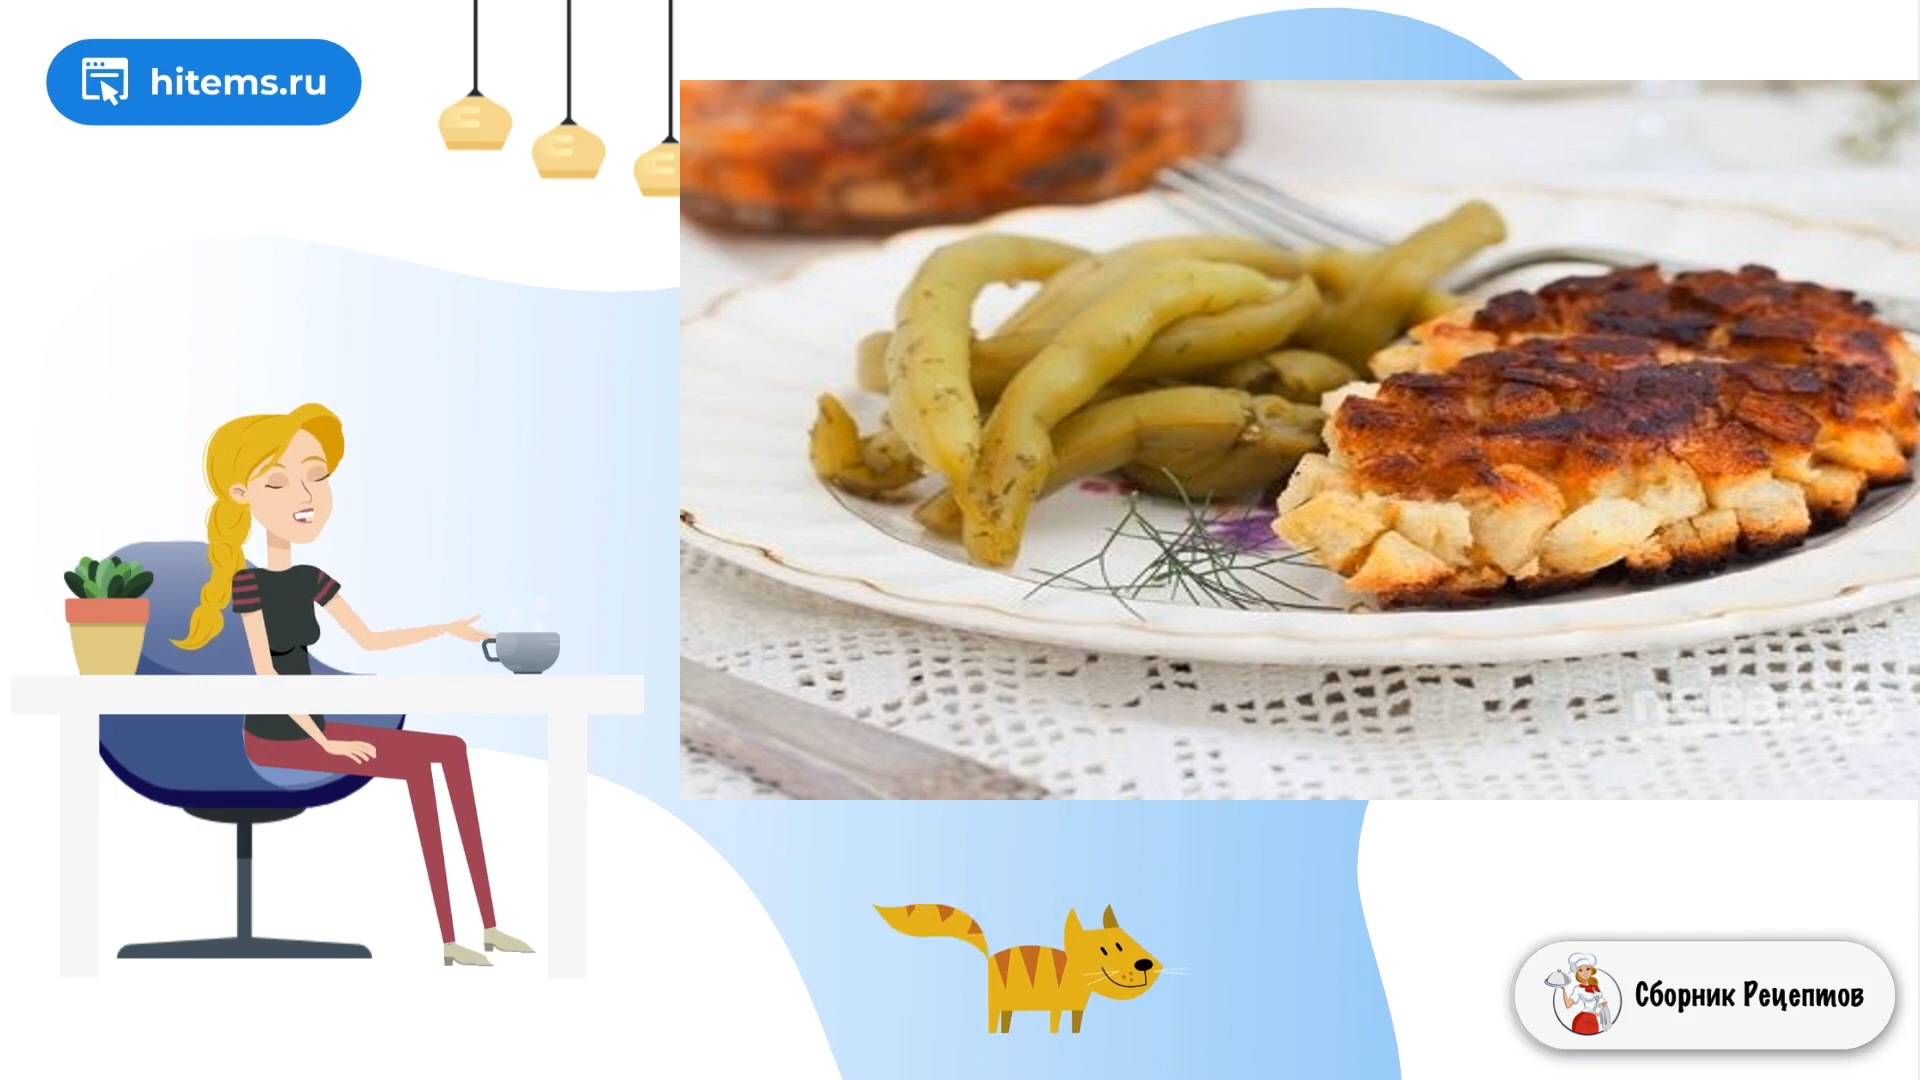 hitems.ru
Сборник Рецептов